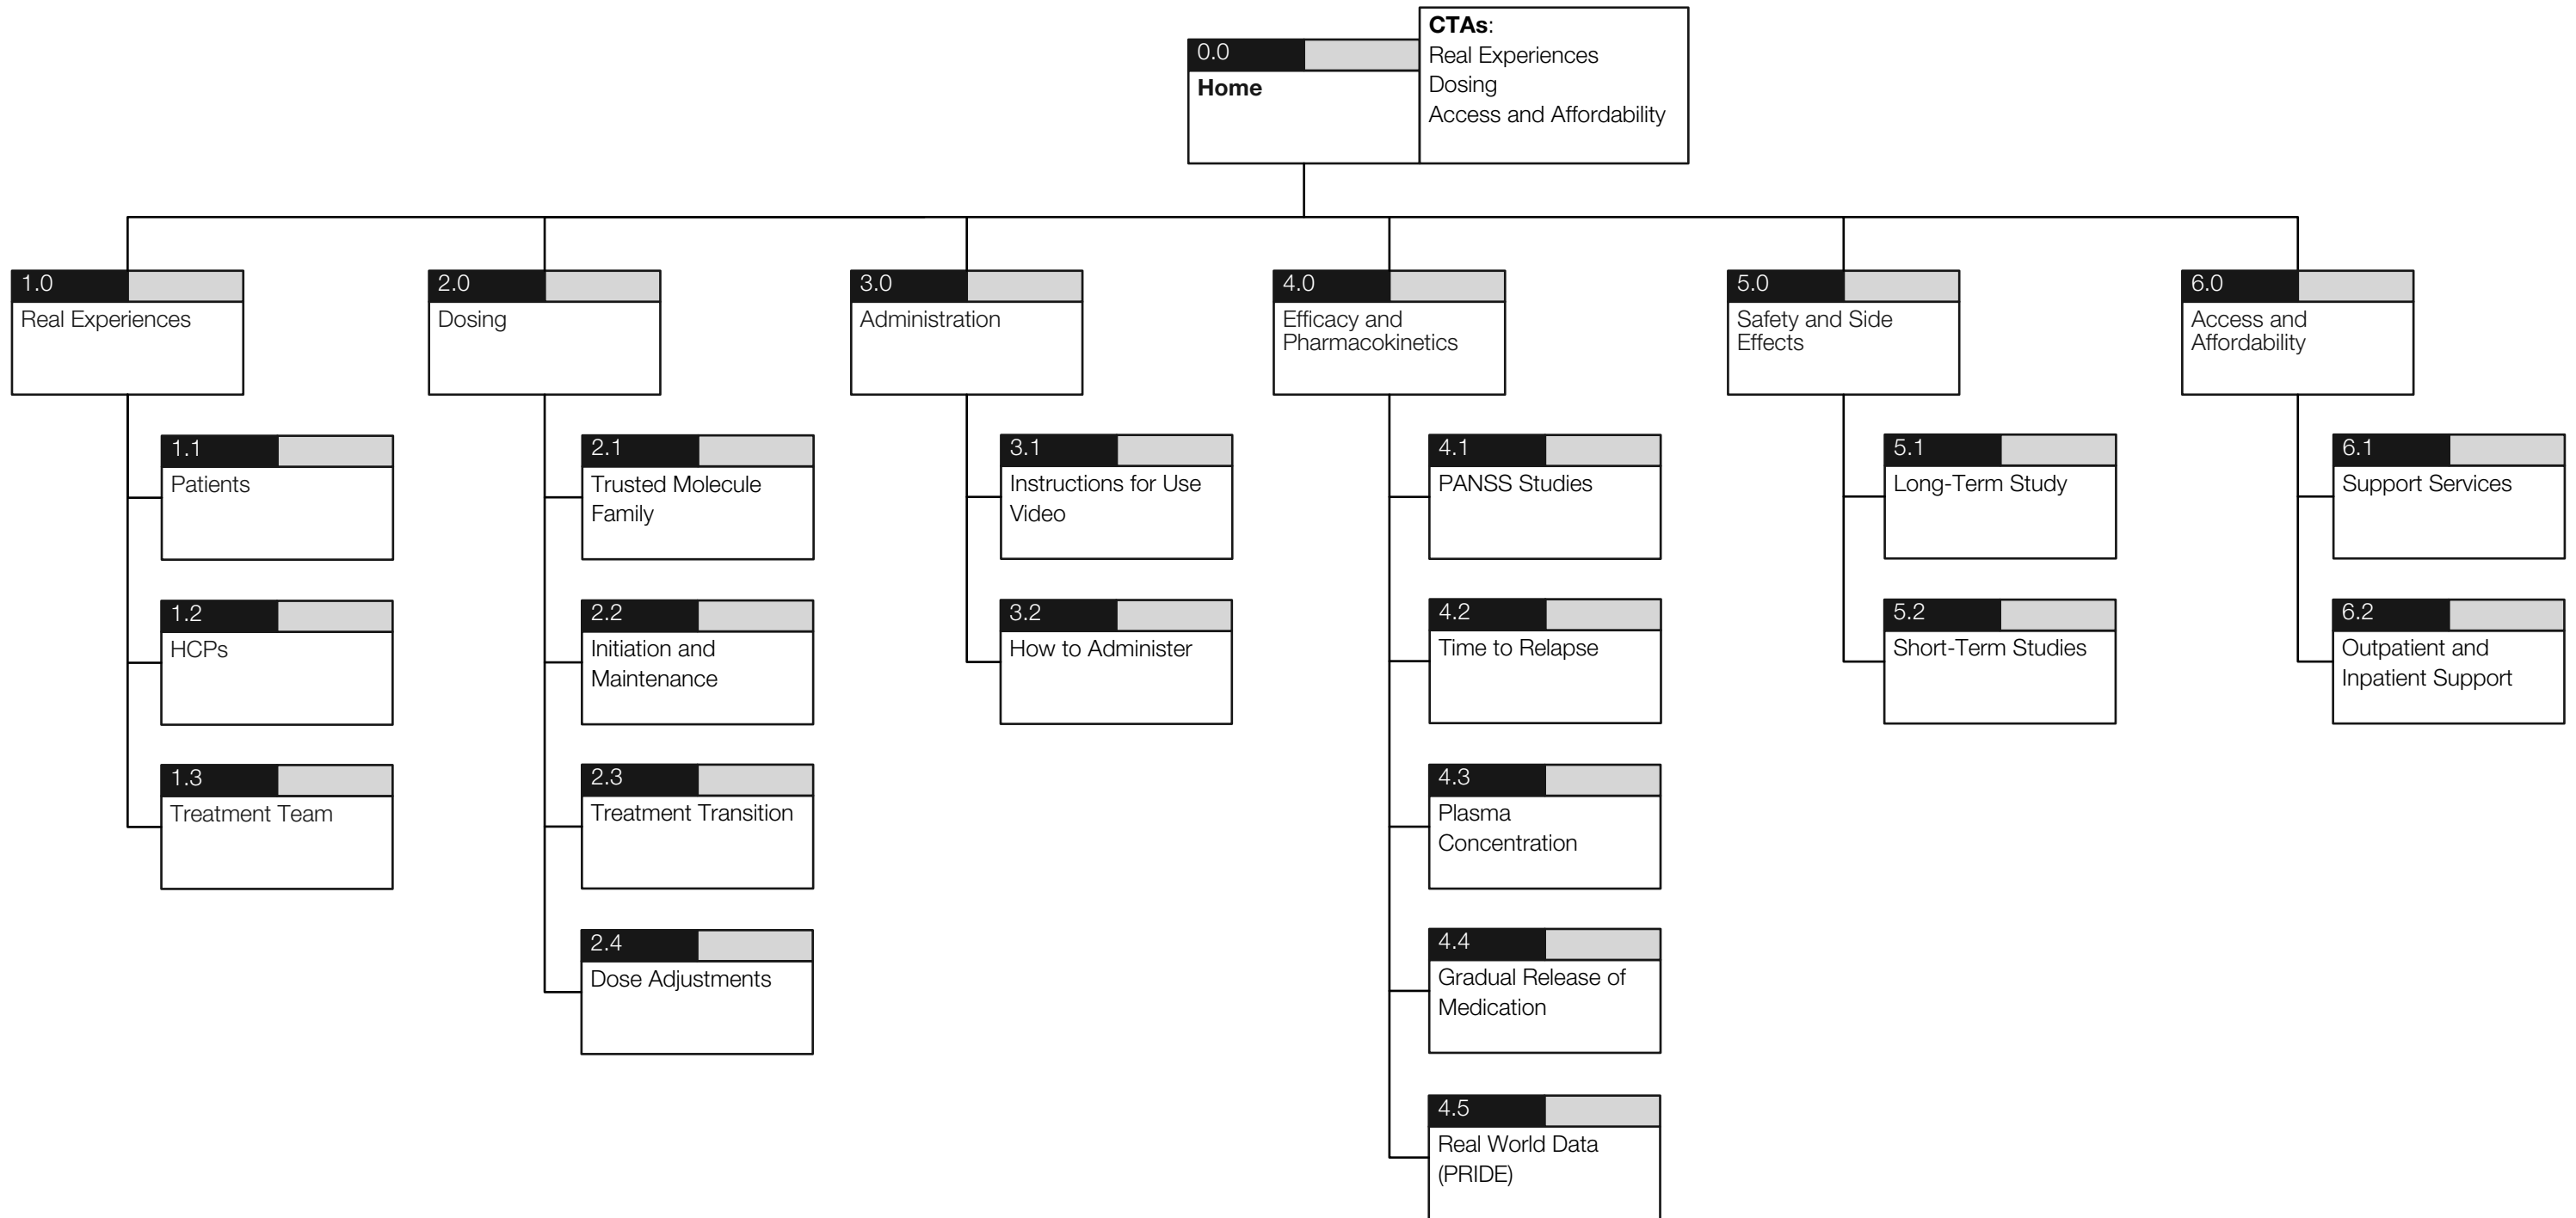 0.0
Home
CTAs:
Real Experiences
Dosing
Access and Affordability
1.0
Real Experiences
1.1
Patients
1.2
HCPs
1.3
Treatment Team
2.0
Dosing
2.1
Trusted Molecule
Family
2.2
Initiation and
Maintenance
2.3
Treatment Transition
2.4
Dose Adjustments
3.0
Administration
3.1
Instructions for Use
Video
3.2
How to Administer
4.0
Efficacy and
Pharmacokinetics
4.1
PANSS Studies
4.2
Time to Relapse
4.3
Plasma
Concentration
4.4
Gradual Release of
Medication
4.5
Real World Data
(PRIDE)
5.0
Safety and Side
Effects
5.1
Long-Term Study
5.2
Short-Term Studies
6.0
Access and
Affordability
6.1
Support Services
6.2
Outpatient and
Inpatient Support